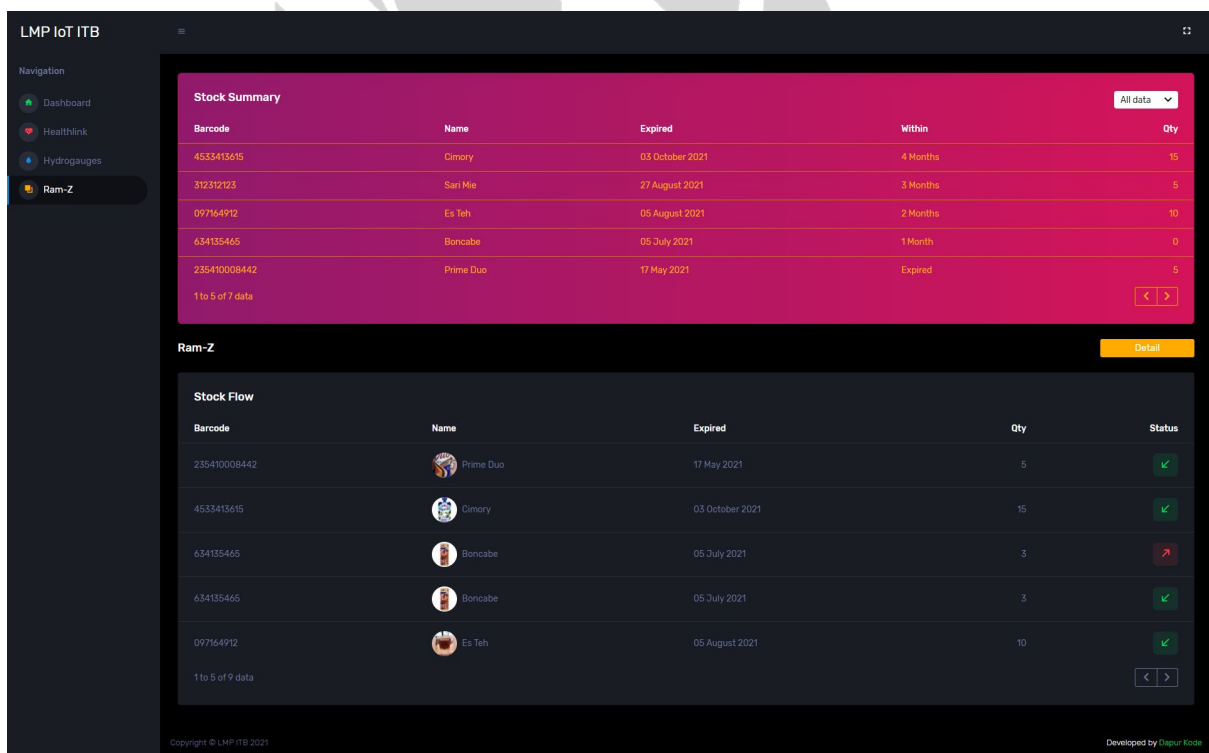 LMP IoT ITB
Navigation
Dashboard
Healthlink
Hydrogauges
Ram-Z
Stock Summary
All data
Barcode Name Expired Within Qty
4533413615 Cimory 03 October 2021 4 Months 15
312312123 Sari Mie 27 August 2021 3 Months 5
097164912 Es Teh 05 August 2021 2 Months 10
634135465 Boncabe 05 July 2021 1 Month 0
235410008442 Prime Duo 17 May 2021 Expired 5
1 to 5 of 7 data
Ram-Z
Detail
Stock Flow
Barcode Name Expired Qty Status
235410008442 Prime Duo 17 May 2021 5
4533413615 Cimory 03 October 2021 15
634135465 Boncabe 05 July 2021 3
634135465 Boncabe 05 July 2021 3
097164912 Es Teh 05 August 2021 10
1 to 5 of 9 data
Copyright © LMP ITB 2021
Developed by Dapur Kode